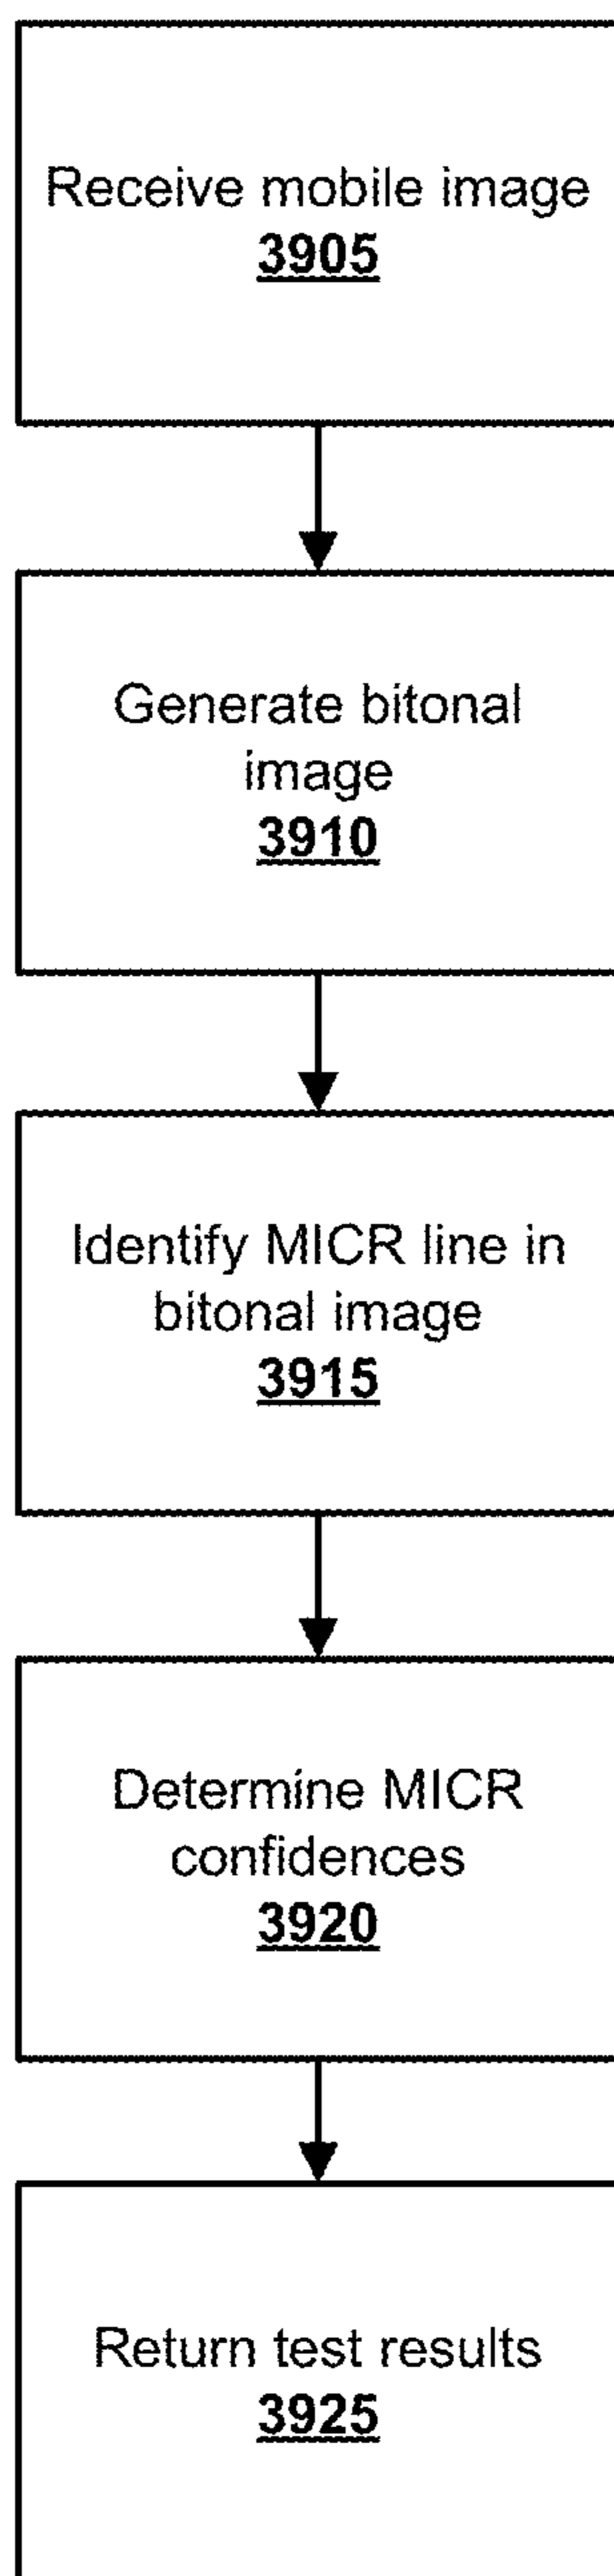 Receive mobile image
3905
Generate bitonal
image
3910
Identify MICR line in
bitonal image
3915
Determine MICR
confidences
3920
Return test results
3925